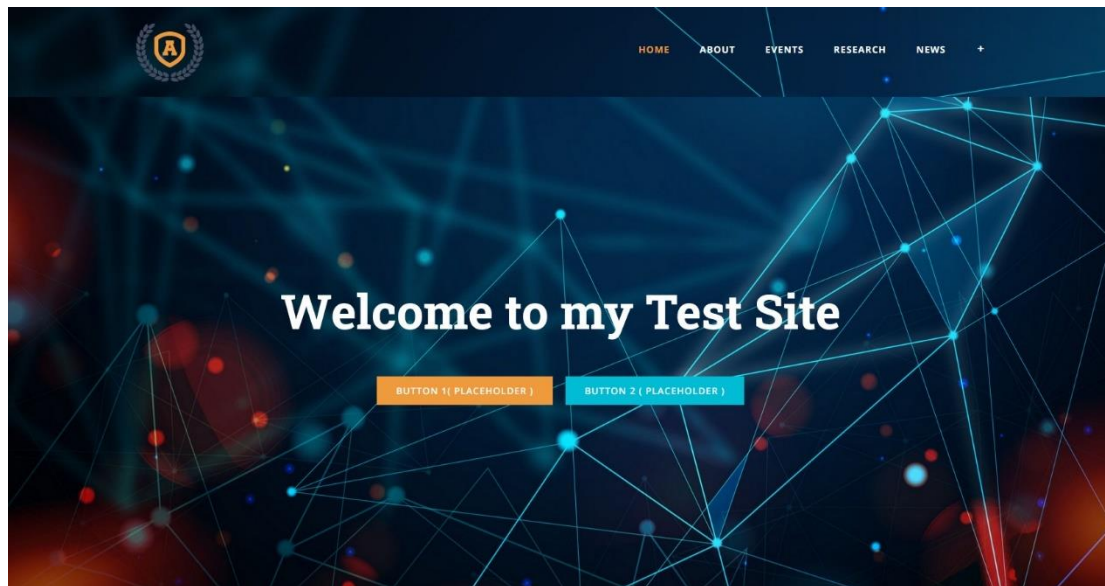 A
HOME ABOUT EVENTS RESEARCH NEWS +
Welcome to my Test Site
BUTTON 1( PLACEHOLDER ) BUTTON 2 ( PLACEHOLDER )